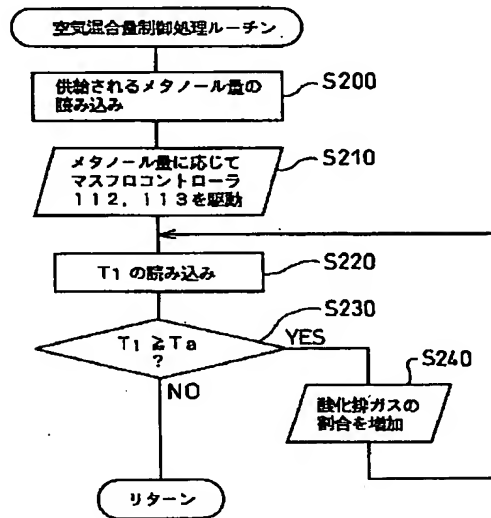 空気混合量制御処理ルーチン
供給されるメタノール量の
読み込み
S200
メタノール量に応じて
マスフロコントローラ
112，113を駆動
S210
T1 の読み込み
S220
T1 ≧ Ta
?
S230
YES
NO
S240
酸化排ガスの
割合を増加
リターン